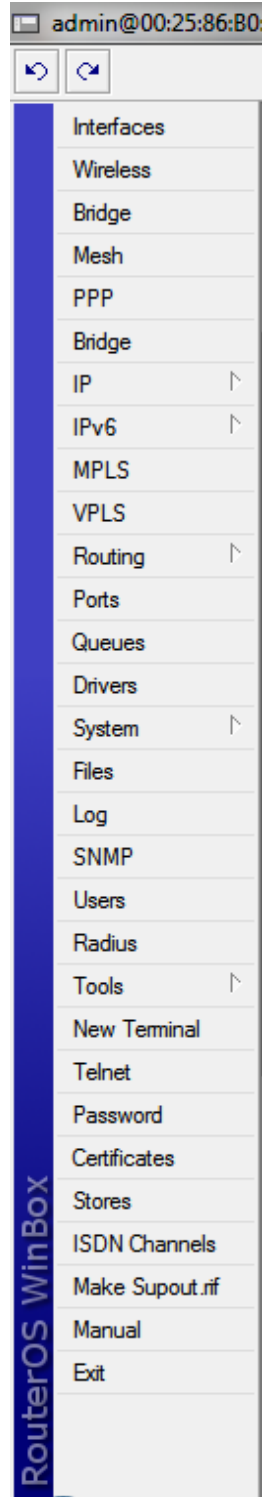 admin@00:25:86:B0:
Interfaces
Wireless
Bridge
Mesh
PPP
Bridge
IP
IPv6
MPLS
VPLS
Routing
Ports
Queues
Drivers
System
Files
Log
SNMP
Users
Radius
Tools
New Terminal
Telnet
Password
Certificates
Stores
ISDN Channels
Make Supout.rif
Manual
Exit
RouterOS WinBox